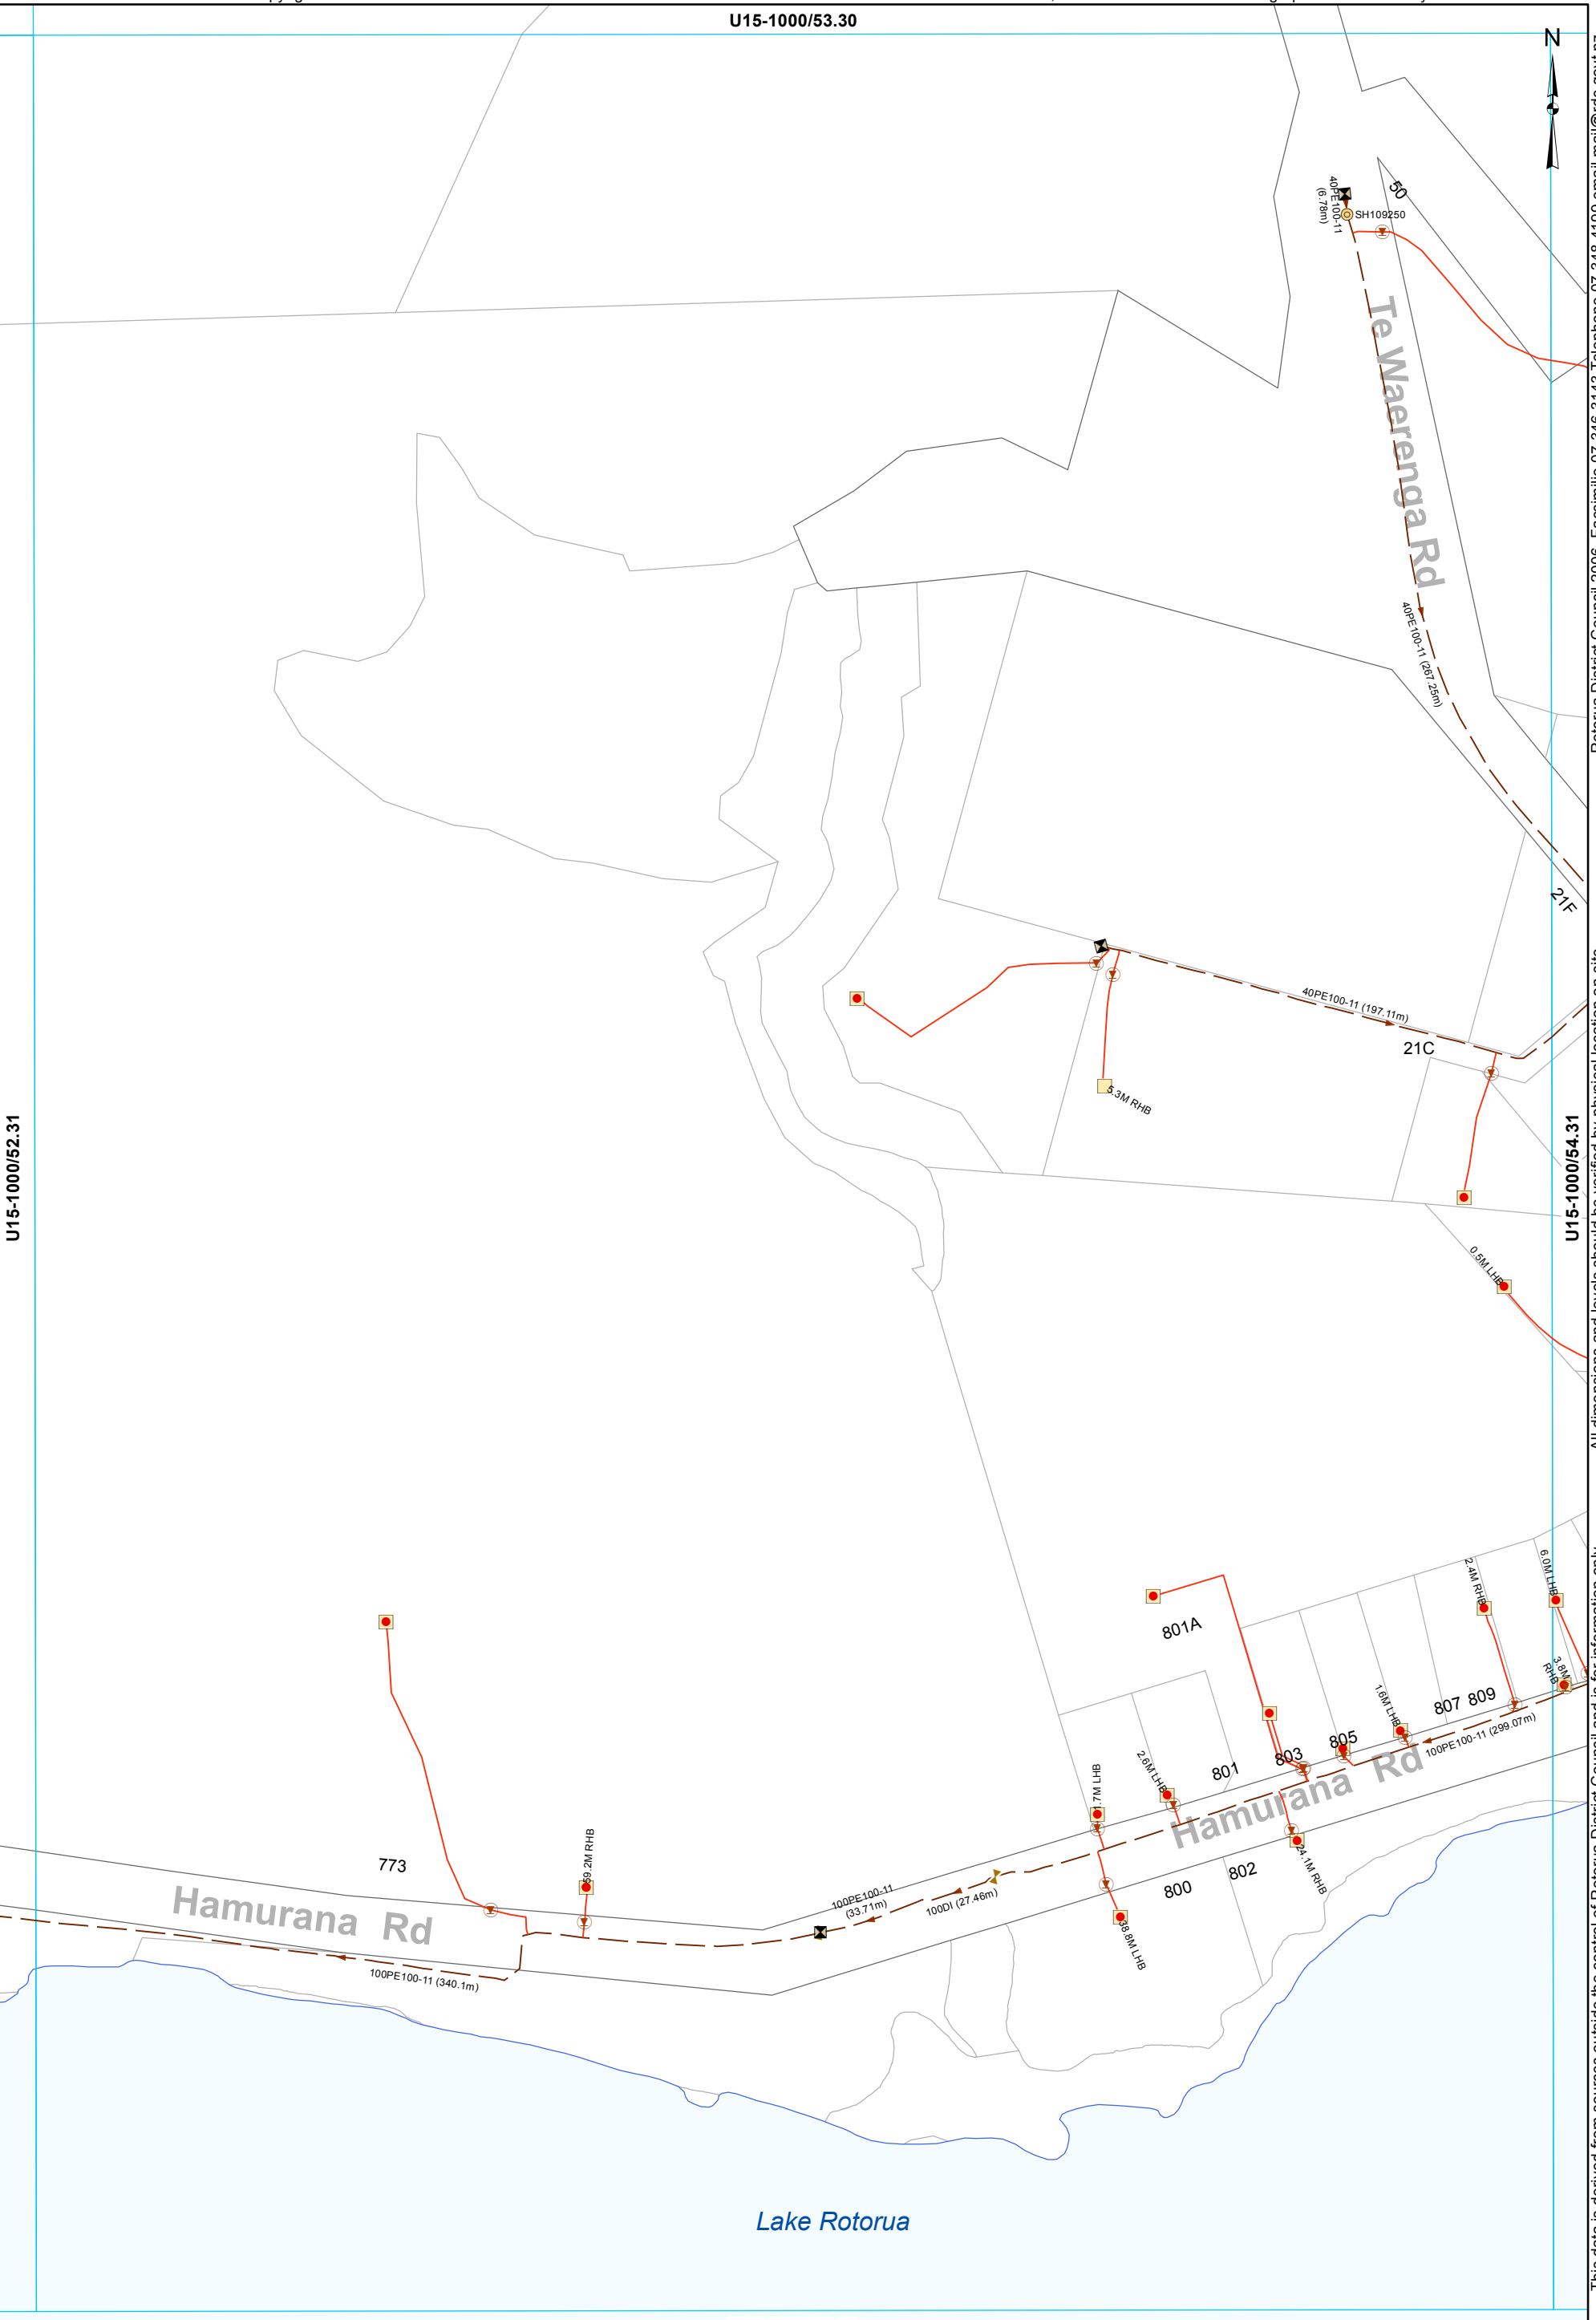 U15-1000/53.30
N
50
40PE100-11
(6.78m)
SH109250
Te Waerenga Rd
40PE100-11 (267.25m)
21F
40PE100-11 (197.11m)
21C
5.3M RHB
U15-1000/52.31
U15-1000/54.31
0.5M LHB
6.0M LHB
2.4M RHB
801A
3.8M
RHB
1.6M LHB
807
809
100PE100-11 (299.07m)
805
803
801
2.6M LHB
1.7M LHB
Hamurana Rd
24.1M RHB
802
800
38.8M LHB
59.2M RHB
773
100PE100-11
(33.71m)
100DI (27.46m)
Hamurana Rd
100PE100-11 (340.1m)
Lake Rotorua